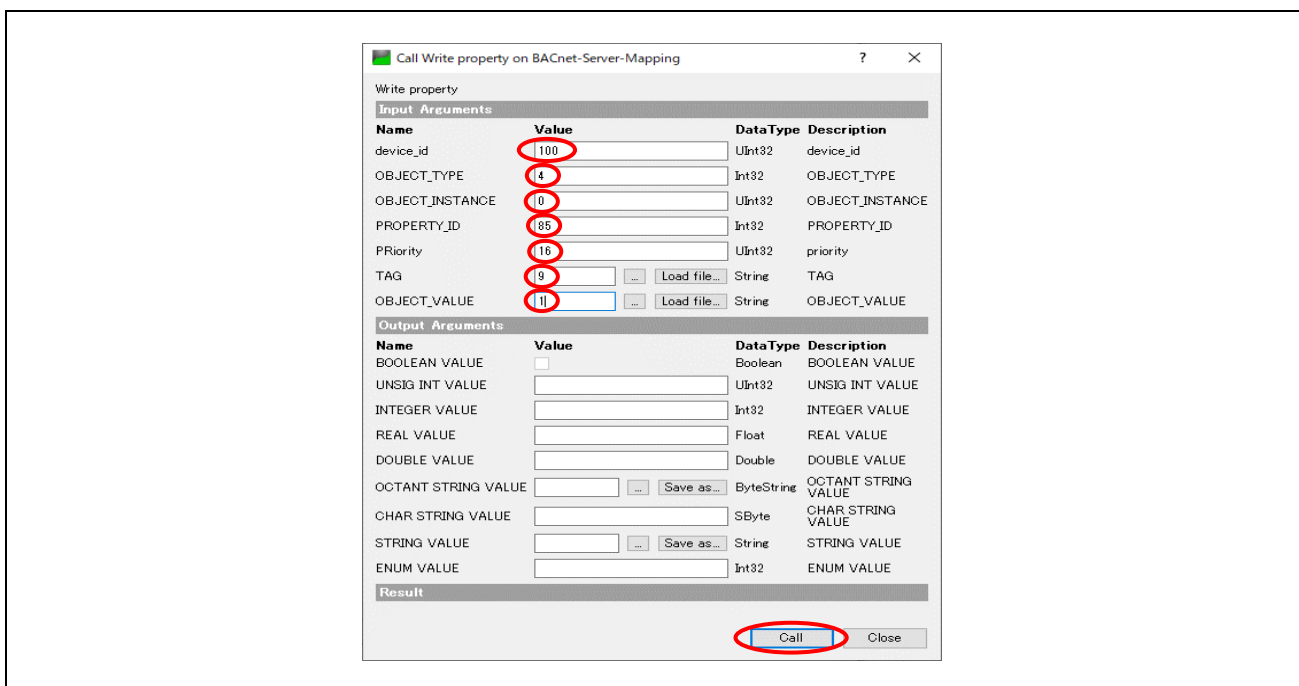 Call Write property on BACnet-Server-Mapping ? ✕
Write property
Input Arguments
Name Value DataType Description
device_id 100 UInt32 device_id
OBJECT_TYPE 4 Int32 OBJECT_TYPE
OBJECT_INSTANCE 0 UInt32 OBJECT_INSTANCE
PROPERTY_ID 85 Int32 PROPERTY_ID
PRiority 16 UInt32 priority
TAG 9 ... Load file... String TAG
OBJECT_VALUE 1 ... Load file... String OBJECT_VALUE
Output Arguments
Name Value DataType Description
BOOLEAN VALUE Boolean BOOLEAN VALUE
UNSIG INT VALUE UInt32 UNSIG INT VALUE
INTEGER VALUE Int32 INTEGER VALUE
REAL VALUE Float REAL VALUE
DOUBLE VALUE Double DOUBLE VALUE
OCTANT STRING VALUE ... Save as... ByteString OCTANT STRING
VALUE
CHAR STRING VALUE SByte CHAR STRING
VALUE
STRING VALUE ... Save as... String STRING VALUE
ENUM VALUE Int32 ENUM VALUE
Result
Call Close